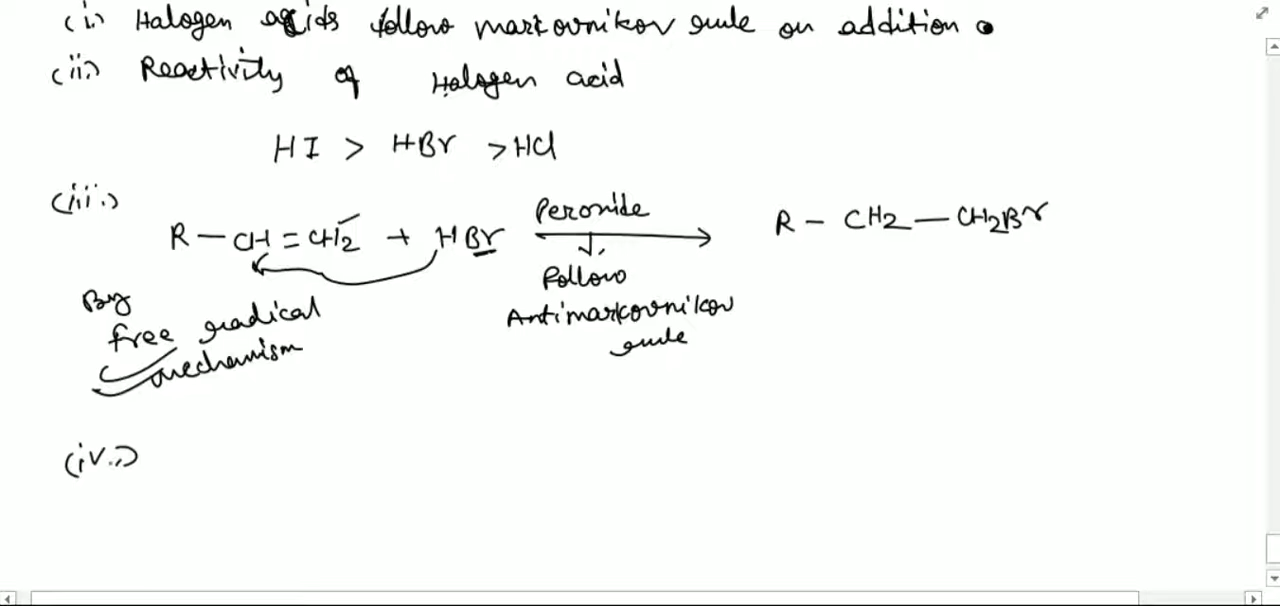 (i.) Halogen acids follow markovnikov rule on addition
(ii.) Reactivity of Halogen acid
HI > HBr > HCl
(iii.)
R — CH = CH2 + HBr Peroxide R — CH2 — CH2Br
Follow
Antimarkovnikov
rule
By
free radical
mechanism
(iv.)